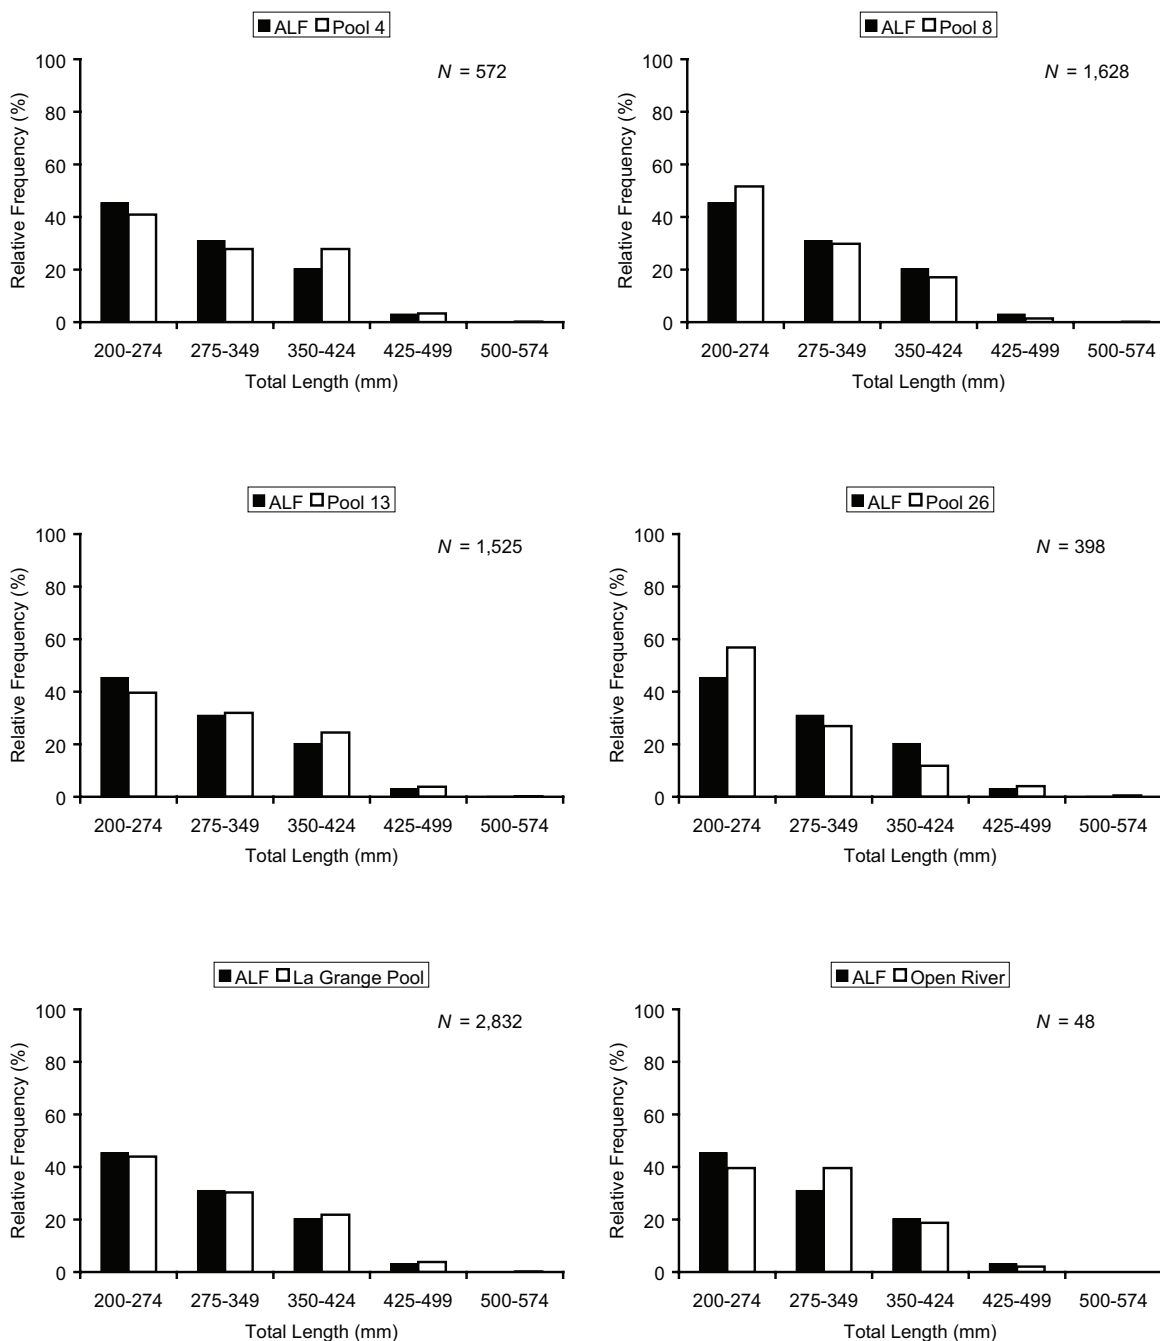 ALF Pool 4
N = 572
Relative Frequency (%)
100
80
60
40
20
0
200-274 275-349 350-424 425-499 500-574
Total Length (mm)
ALF Pool 8
N = 1,628
Relative Frequency (%)
100
80
60
40
20
0
200-274 275-349 350-424 425-499 500-574
Total Length (mm)
ALF Pool 13
N = 1,525
Relative Frequency (%)
100
80
60
40
20
0
200-274 275-349 350-424 425-499 500-574
Total Length (mm)
ALF Pool 26
N = 398
Relative Frequency (%)
100
80
60
40
20
0
200-274 275-349 350-424 425-499 500-574
Total Length (mm)
ALF La Grange Pool
N = 2,832
Relative Frequency (%)
100
80
60
40
20
0
200-274 275-349 350-424 425-499 500-574
Total Length (mm)
ALF Open River
N = 48
Relative Frequency (%)
100
80
60
40
20
0
200-274 275-349 350-424 425-499 500-574
Total Length (mm)